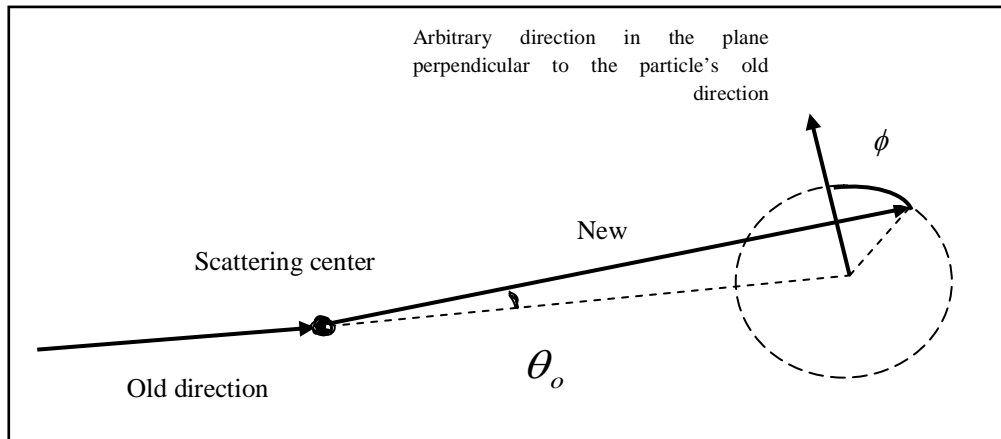 Arbitrary direction in the plane
perpendicular to the particle's old
direction
ϕ
New
Scattering center
θₒ
Old direction